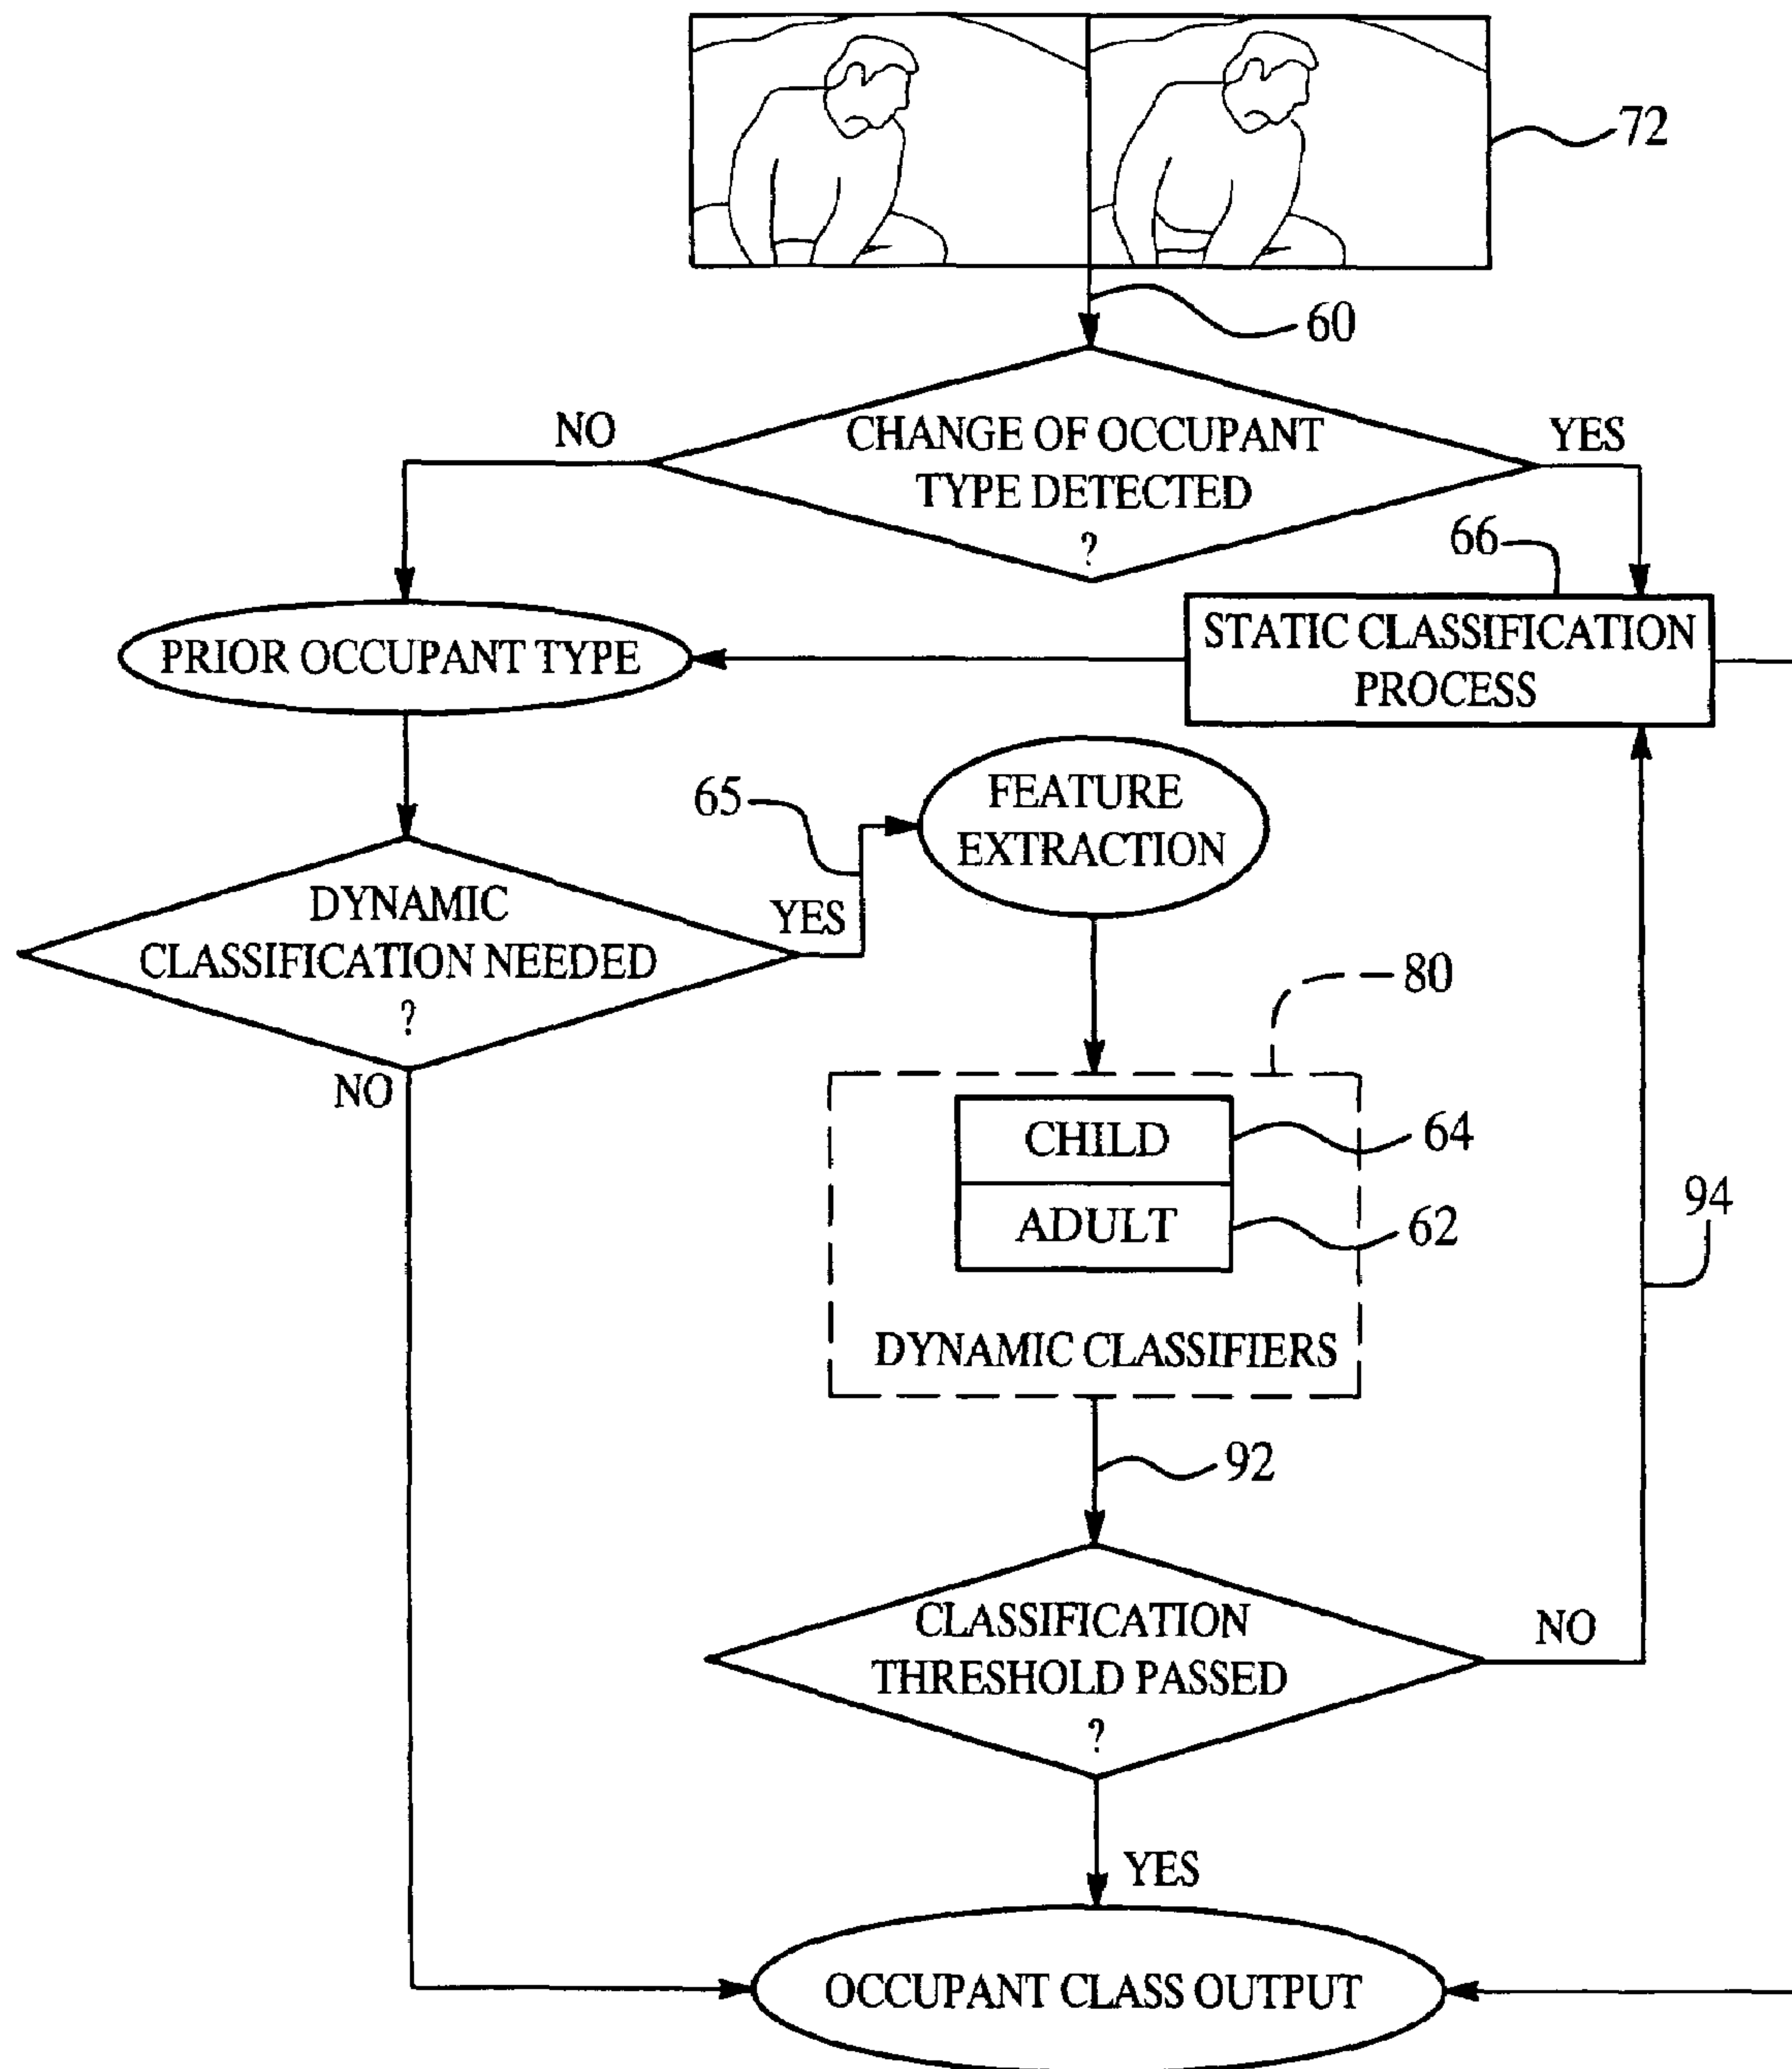 72
60
NO
CHANGE OF OCCUPANT
TYPE DETECTED
?
YES
66
PRIOR OCCUPANT TYPE
STATIC CLASSIFICATION
PROCESS
65
FEATURE
EXTRACTION
DYNAMIC
CLASSIFICATION NEEDED
?
YES
NO
80
CHILD
64
ADULT
62
DYNAMIC CLASSIFIERS
94
92
CLASSIFICATION
THRESHOLD PASSED
?
NO
YES
OCCUPANT CLASS OUTPUT